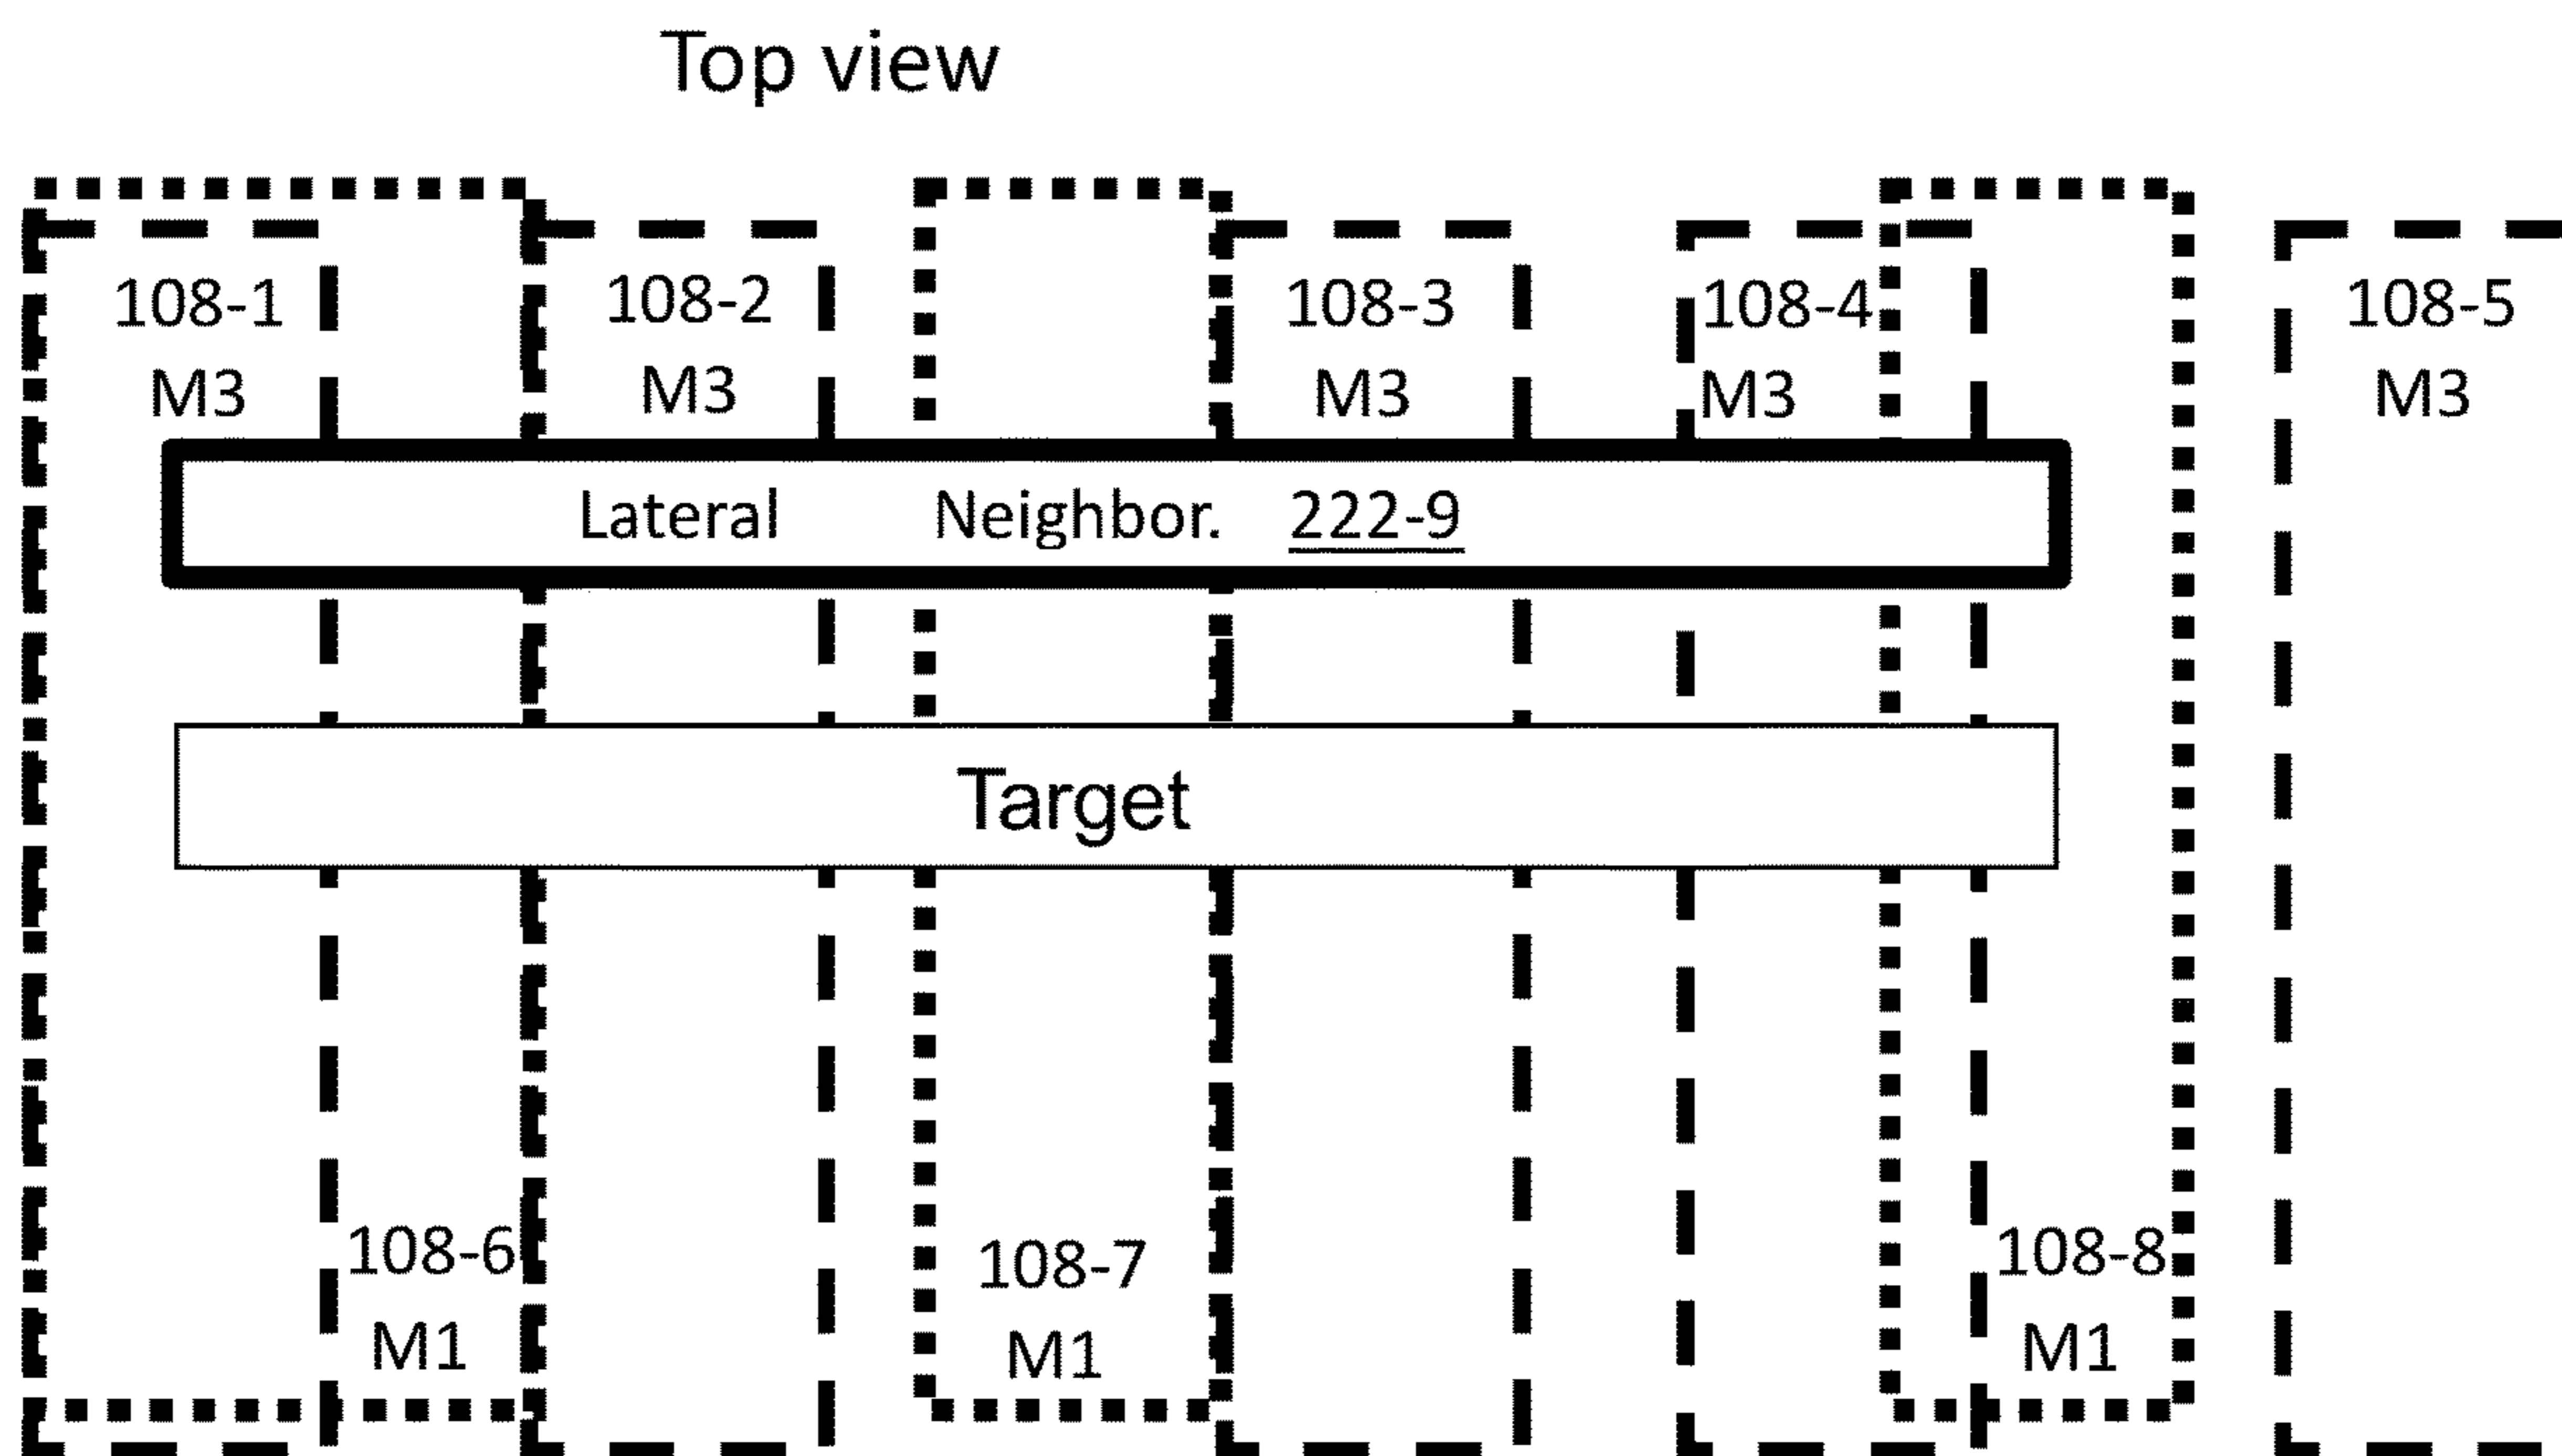 Top view
108-1
M3
108-2
M3
108-3
M3
108-4
M3
108-5
M3
Lateral Neighbor. 222-9
Target
108-6
M1
108-7
M1
108-8
M1